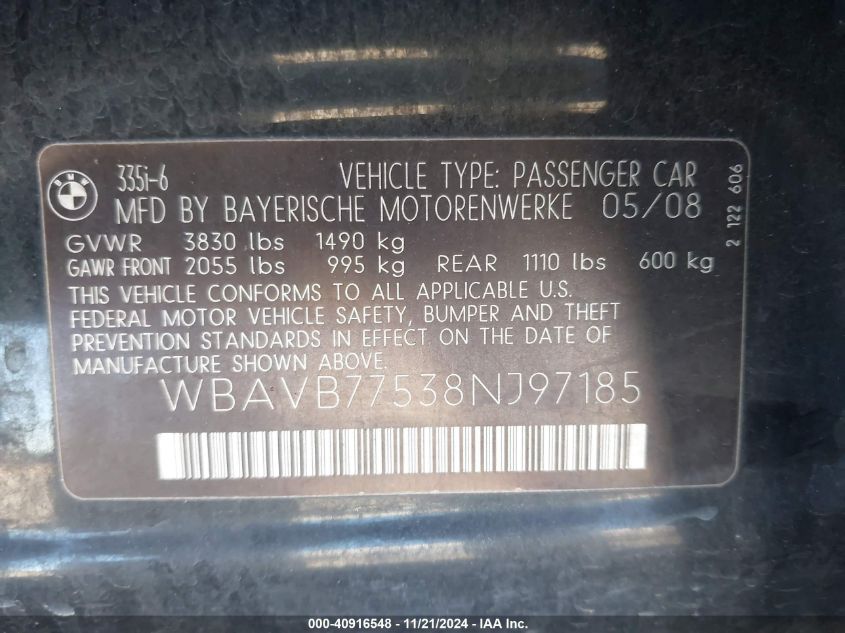 BMW
335i-6 VEHICLE TYPE: PASSENGER CAR
MFD BY BAYERISCHE MOTORENWERKE 05/08
GVWR 3830 lbs 1490 kg
GAWR FRONT 2055 lbs 995 kg REAR 1110 lbs 600 kg
THIS VEHICLE CONFORMS TO ALL APPLICABLE U.S.
FEDERAL MOTOR VEHICLE SAFETY, BUMPER AND THEFT
PREVENTION STANDARDS IN EFFECT ON THE DATE OF
MANUFACTURE SHOWN ABOVE.
WBAVB77538NJ97185
2 122 606
000-40916548 - 11/21/2024 - IAA Inc.